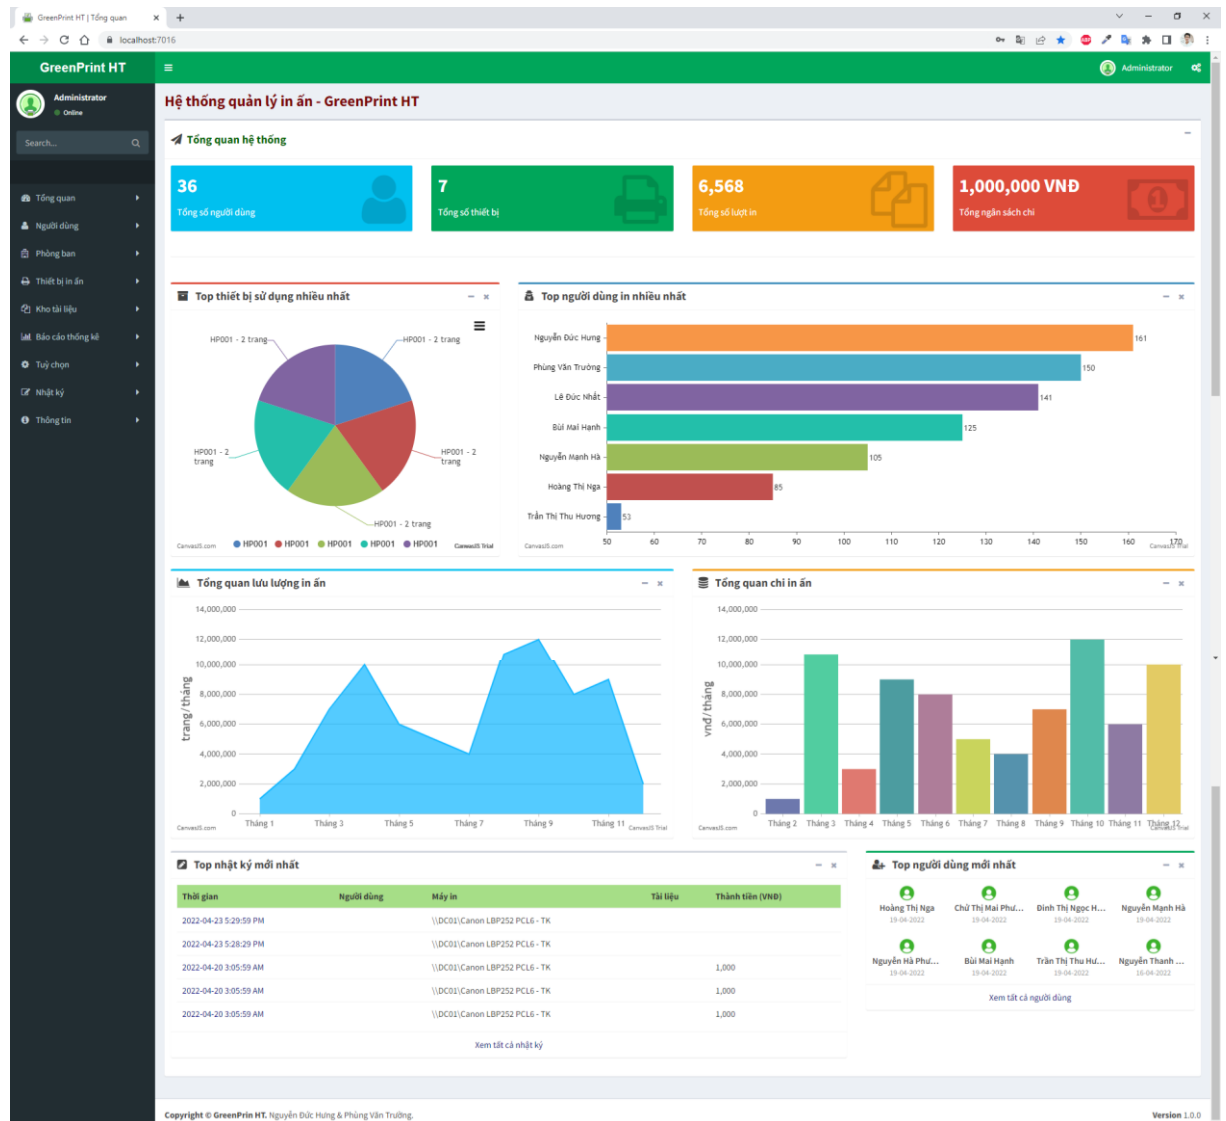 GreenPrint HT | Tổng quan
localhost:7016
GreenPrint HT
Administrator
Administrator
Online
Search...
Tổng quan
Người dùng
Phòng ban
Thiết bị in ấn
Kho tài liệu
Báo cáo thống kê
Tuỳ chọn
Nhật ký
Thông tin
Hệ thống quản lý in ấn - GreenPrint HT
Tổng quan hệ thống
36
Tổng số người dùng
7
Tổng số thiết bị
6,568
Tổng số lượt in
1,000,000 VNĐ
Tổng ngân sách chi
1
Top thiết bị sử dụng nhiều nhất
HP001 - 2 trang
HP001 - 2 trang
HP001 - 2
trang
HP001 - 2
trang
HP001 - 2 trang
HP001 HP001 HP001 HP001 HP001
CanvasJS.com
CanvasJS Trial
Top người dùng in nhiều nhất
Nguyễn Đức Hưng 161
Phùng Văn Trường 150
Lê Đức Nhất 141
Bùi Mai Hạnh 125
Nguyễn Mạnh Hà 105
Hoàng Thị Nga 85
Trần Thị Thu Hương 53
50 60 70 80 90 100 110 120 130 140 150 160 170
CanvasJS.com
CanvasJS Trial
Tổng quan lưu lượng in ấn
trang/tháng
14,000,000
12,000,000
10,000,000
8,000,000
6,000,000
4,000,000
2,000,000
0
Tháng 1 Tháng 3 Tháng 5 Tháng 7 Tháng 9 Tháng 11
CanvasJS.com
CanvasJS Trial
Tổng quan chi in ấn
vnđ/tháng
14,000,000
12,000,000
10,000,000
8,000,000
6,000,000
4,000,000
2,000,000
0
Tháng 2 Tháng 3 Tháng 4 Tháng 5 Tháng 6 Tháng 7 Tháng 8 Tháng 9 Tháng 10 Tháng 11 Tháng 12
CanvasJS.com
CanvasJS Trial
Top nhật ký mới nhất
Thời gian Người dùng Máy in Tài liệu Thành tiền (VNĐ)
2022-04-23 5:29:59 PM \\DC01\Canon LBP252 PCL6 - TK
2022-04-23 5:28:29 PM \\DC01\Canon LBP252 PCL6 - TK
2022-04-20 3:05:59 AM \\DC01\Canon LBP252 PCL6 - TK 1,000
2022-04-20 3:05:59 AM \\DC01\Canon LBP252 PCL6 - TK 1,000
2022-04-20 3:05:59 AM \\DC01\Canon LBP252 PCL6 - TK 1,000
Xem tất cả nhật ký
Top người dùng mới nhất
Hoàng Thị Nga Chử Thị Mai Phư... Đinh Thị Ngọc H... Nguyễn Mạnh Hà
19-04-2022 19-04-2022 19-04-2022 19-04-2022
Nguyễn Hà Phư... Bùi Mai Hạnh Trần Thị Thu Hư... Nguyễn Thanh ...
19-04-2022 19-04-2022 19-04-2022 16-04-2022
Xem tất cả người dùng
Copyright © GreenPrin HT. Nguyễn Đức Hưng & Phùng Văn Trường.
Version 1.0.0